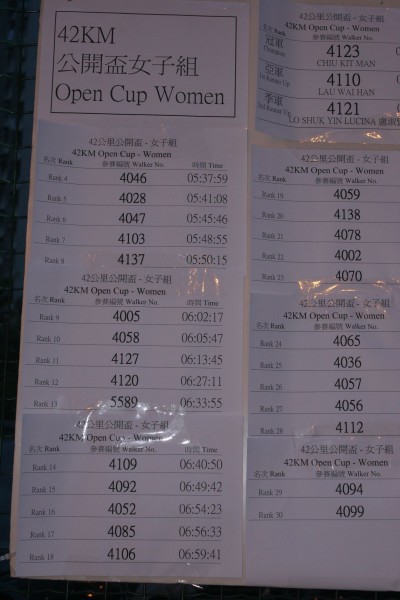 42KM
公開盃女子組
Open Cup Women
42公里公開盃 - 女子組
42KM Open Cup - Women
名次 Rank 參賽編號 Walker No. 時間 Time
Rank 4 4046 05:37:59
Rank 5 4028 05:41:08
Rank 6 4047 05:45:46
Rank 7 4103 05:48:55
Rank 8 4137 05:50:15
42公里公開盃 - 女子組
42KM Open Cup - Women
名次 Rank 參賽編號 Walker No. 時間 Time
Rank 9 4005 06:02:17
Rank 10 4058 06:05:47
Rank 11 4127 06:13:45
Rank 12 4120 06:27:11
Rank 13 5589 06:33:55
42公里公開盃 - 女子組
42KM Open Cup - Women
名次 Rank 參賽編號 Walker No. 時間 Time
Rank 14 4109 06:40:50
Rank 15 4092 06:49:42
Rank 16 4052 06:54:23
Rank 17 4085 06:56:33
Rank 18 4106 06:59:41
42公里公開盃 - 女子組
42KM Open Cup - Women
名次 Rank 參賽編號 Walker No.
冠軍 Champion 4123
CHIU KIT MAN
亞軍 1st Runner Up 4110
LAU WAI HAN
季軍 2nd Runner Up 4121
LO SHUK YIN LUCINA
42公里公開盃 - 女子組
42KM Open Cup - Women
名次 Rank 參賽編號 Walker No.
Rank 19 4059
Rank 20 4138
Rank 21 4078
Rank 22 4002
Rank 23 4070
42公里公開盃 - 女子組
42KM Open Cup - Women
名次 Rank 參賽編號 Walker No.
Rank 24 4065
Rank 25 4036
Rank 26 4057
Rank 27 4056
Rank 28 4112
42公里公開盃 - 女子組
42KM Open Cup - Women
名次 Rank 參賽編號 Walker No.
Rank 29 4094
Rank 30 4099